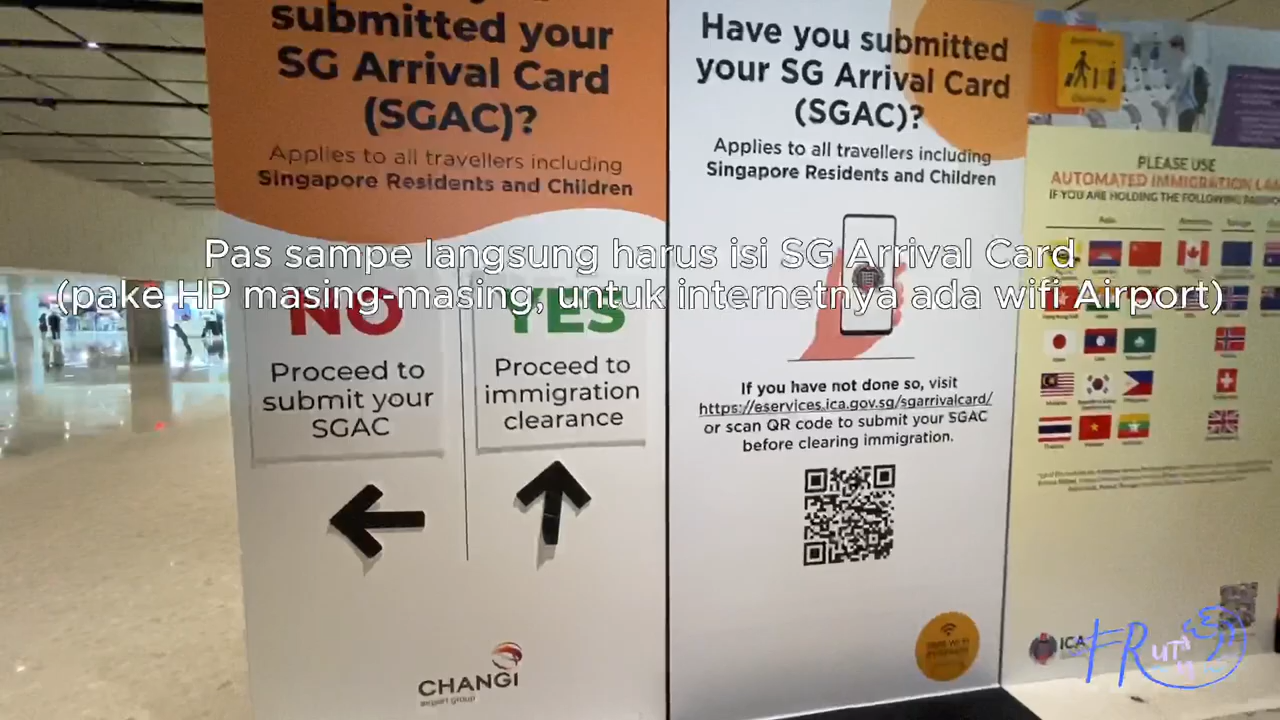 submitted your
SG Arrival Card
(SGAC)?
Applies to all travellers including
Singapore Residents and Children
NO
Proceed to
submit your
SGAC
YES
Proceed to
immigration
clearance
CHANGI
airport group
Have you submitted
your SG Arrival Card
(SGAC)?
Applies to all travellers including
Singapore Residents and Children
If you have not done so, visit
https://eservices.ica.gov.sg/sgarrivalcard/
or scan QR code to submit your SGAC
before clearing immigration.
PLEASE USE
AUTOMATED IMMIGRATION
IF YOU ARE HOLDING THE FOLLOWING
ICA
Pas sampe langsung harus isi SG Arrival Card
(pake HP masing-masing, untuk internetnya ada wifi Airport)